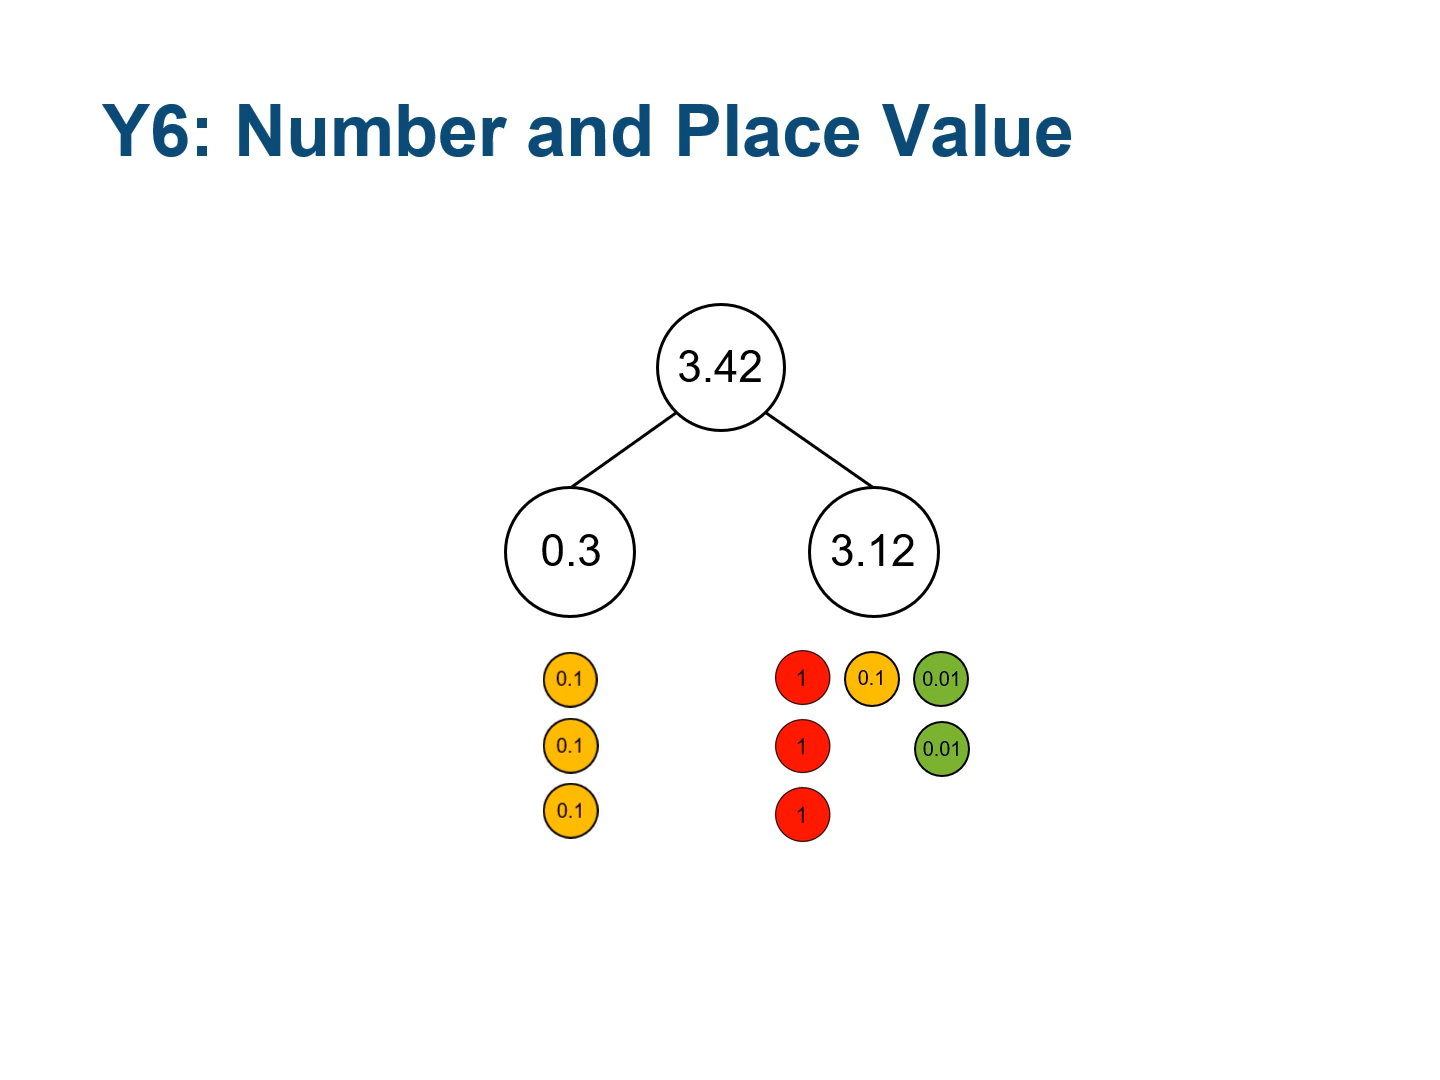 Y6: Number and Place Value
3.42
0.3 3.12
0.1 1 0.1 0.01
0.1 1 0.01
0.1 1